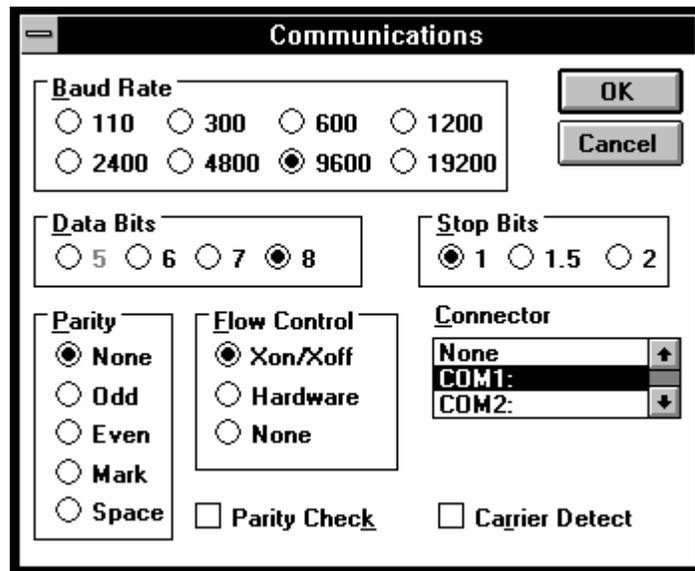 Communications
Baud Rate
110 300 600 1200
2400 4800 9600 19200
OK
Cancel
Data Bits
5 6 7 8
Stop Bits
1 1.5 2
Parity
None
Odd
Even
Mark
Space
Flow Control
Xon/Xoff
Hardware
None
Connector
None
COM1:
COM2:
Parity Check
Carrier Detect